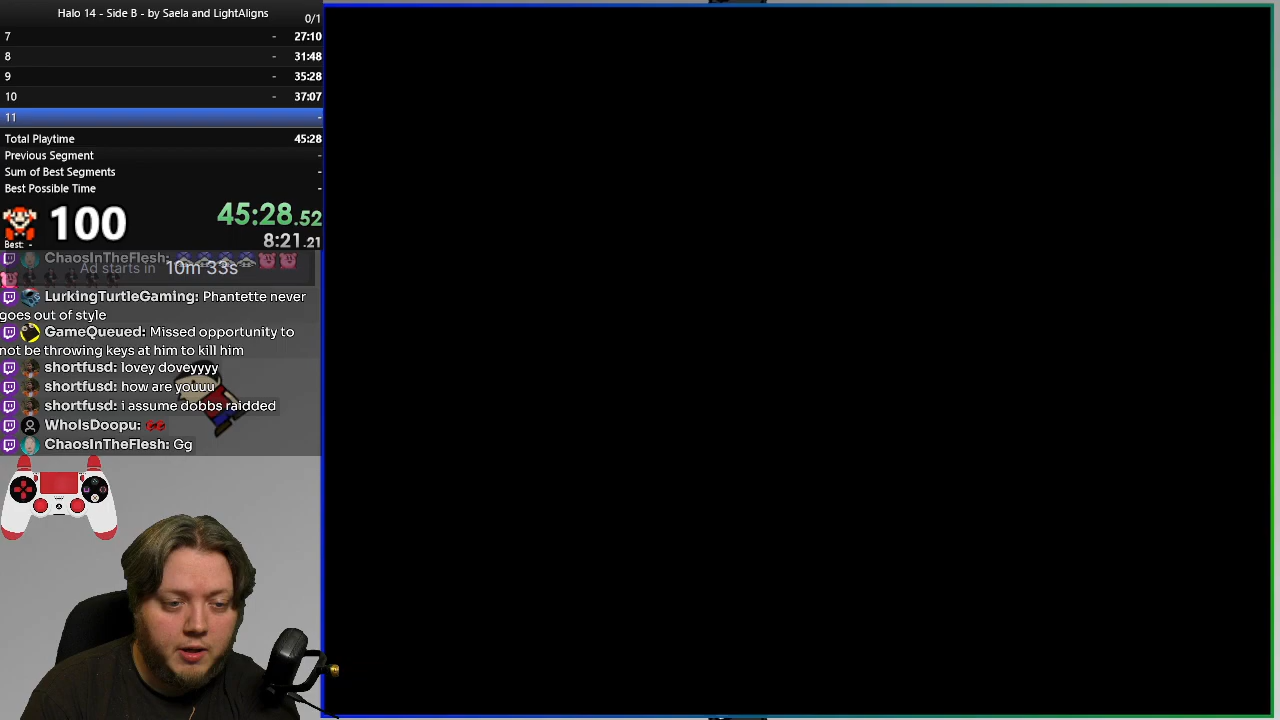 Halo 14 - Side B - by Saela and LightAligns
0/1
7 - 27:10
8 - 31:48
9 - 35:28
10 - 37:07
11 -
Total Playtime 45:28
Previous Segment -
Sum of Best Segments -
Best Possible Time -
100 45:28.52
Best: - 8:21.21
ChaosInTheFlesh:
Ad starts in 10m 33s
LurkingTurtleGaming: Phantette never
goes out of style
GameQueued: Missed opportunity to
not be throwing keys at him to kill him
shortfusd: lovey doveyyyy
shortfusd: how are youuu
shortfusd: i assume dobbs raidded
WhoIsDoopu:
ChaosInTheFlesh: Gg